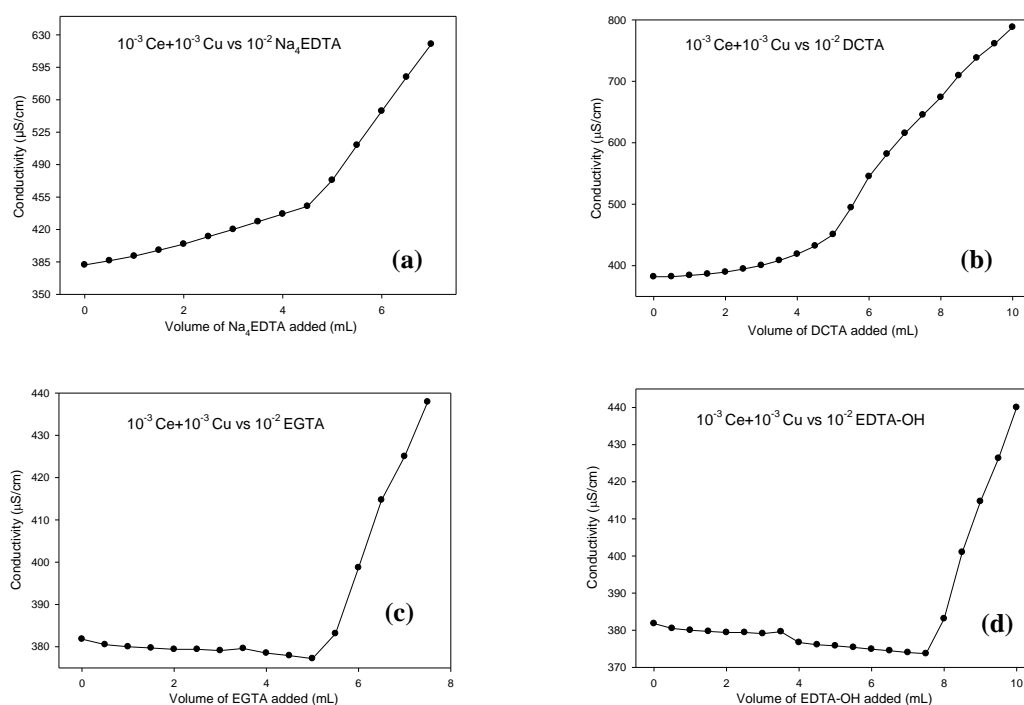 10⁻³ Ce+10⁻³ Cu vs 10⁻² Na₄EDTA
Conductivity (μS/cm)
630
595
560
525
490
455
420
385
350
(a)
0 2 4 6
Volume of Na₄EDTA added (mL)
10⁻³ Ce+10⁻³ Cu vs 10⁻² DCTA
Conductivity (μS/cm)
800
700
600
500
400
(b)
0 2 4 6 8 10
Volume of DCTA added (mL)
10⁻³ Ce+10⁻³ Cu vs 10⁻² EGTA
Conductivity (μS/cm)
440
430
420
410
400
390
380
(c)
0 2 4 6 8
Volume of EGTA added (mL)
10⁻³ Ce+10⁻³ Cu vs 10⁻² EDTA-OH
Conductivity (μS/cm)
440
430
420
410
400
390
380
370
(d)
0 2 4 6 8 10
Volume of EDTA-OH added (mL)